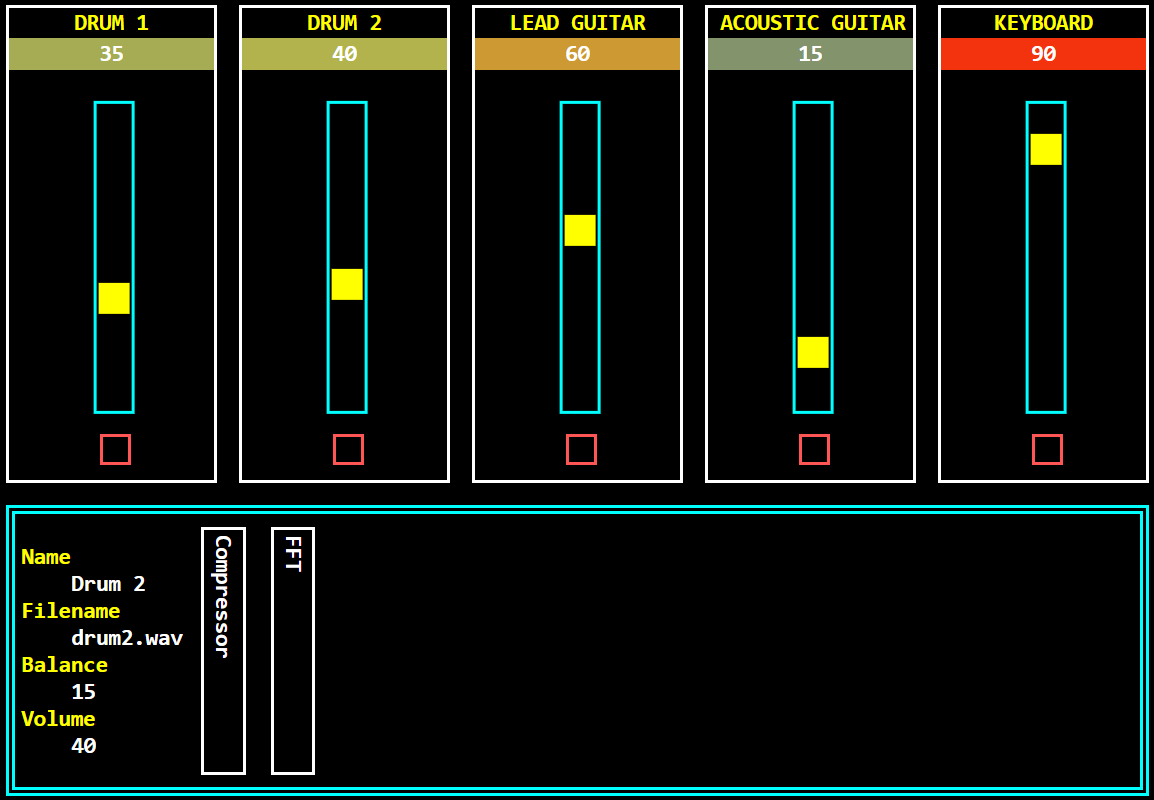 DRUM 1
35
DRUM 2
40
LEAD GUITAR
60
ACOUSTIC GUITAR
15
KEYBOARD
90
Name
Drum 2
Filename
drum2.wav
Balance
15
Volume
40
Compressor
FFT